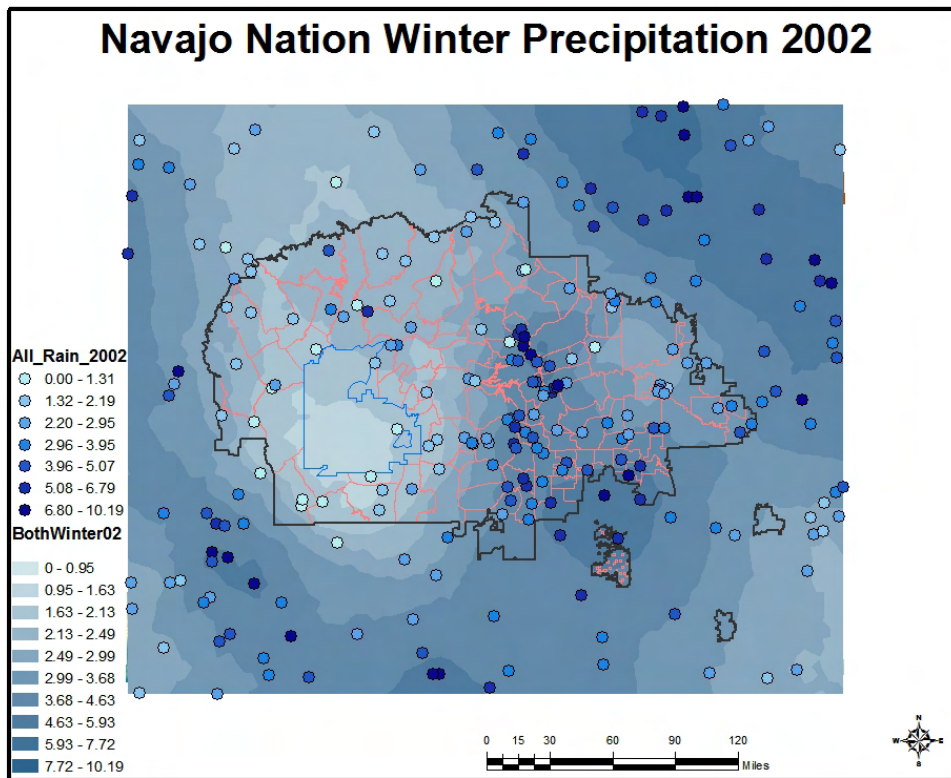 Navajo Nation Winter Precipitation 2002
All_Rain_2002
0.00 - 1.31
1.32 - 2.19
2.20 - 2.95
2.96 - 3.95
3.96 - 5.07
5.08 - 6.79
6.80 - 10.19
BothWinter02
0 - 0.95
0.95 - 1.63
1.63 - 2.13
2.13 - 2.49
2.49 - 2.99
2.99 - 3.68
3.68 - 4.63
4.63 - 5.93
5.93 - 7.72
7.72 - 10.19
0 15 30 60 90 120
Miles
N
W E
S